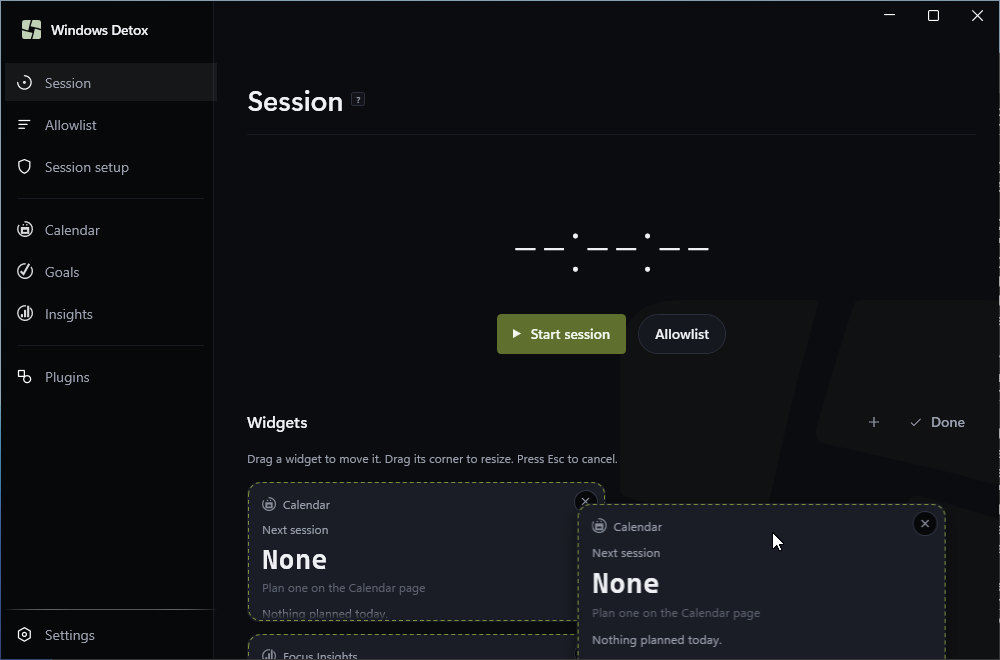 Windows Detox
Session
Allowlist
Session setup
Calendar
Goals
Insights
Plugins
Settings
Session ?
__:__:__
Start session
Allowlist
Widgets
+ Done
Drag a widget to move it. Drag its corner to resize. Press Esc to cancel.
Calendar
Next session
None
Plan one on the Calendar page
Nothing planned today.
Focus Insights
Calendar
Next session
None
Plan one on the Calendar page
Nothing planned today.